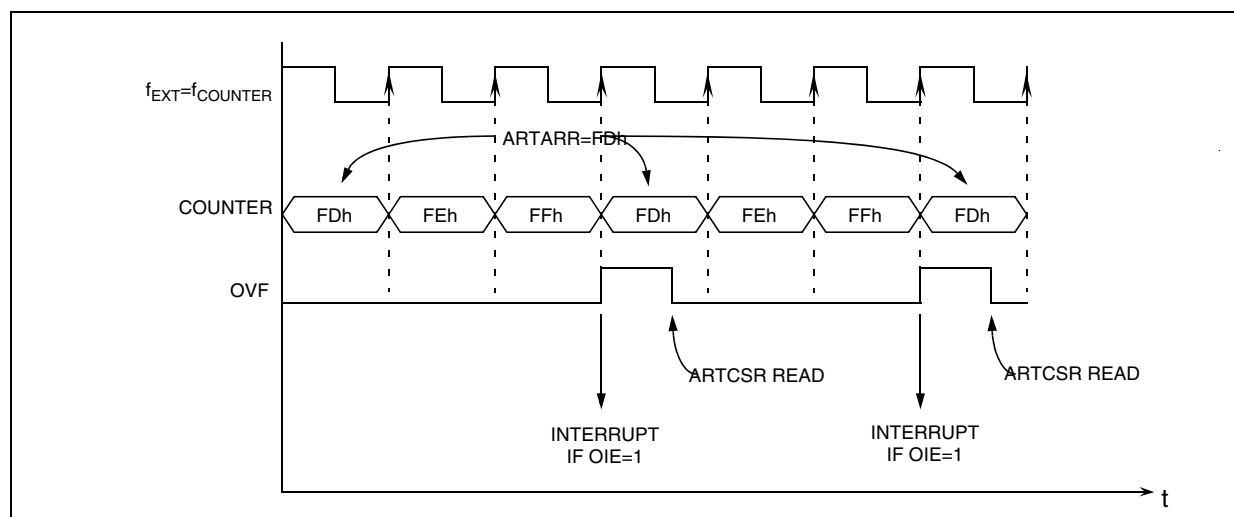 fEXT=fCOUNTER
ARTARR=FDh
COUNTER
FDh FEh FFh FDh FEh FFh FDh
OVF
ARTCSR READ
ARTCSR READ
INTERRUPT
IF OIE=1
INTERRUPT
IF OIE=1
t